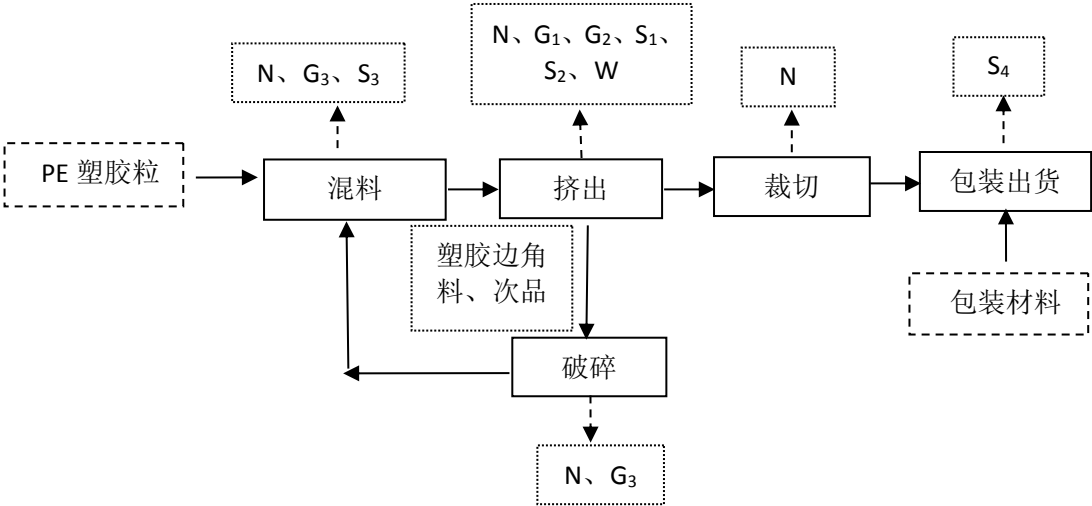 N、G₃、S₃
N、G₁、G₂、S₁、
S₂、W
N
S₄
PE 塑胶粒
混料
挤出
裁切
包装出货
塑胶边角
料、次品
包装材料
破碎
N、G₃